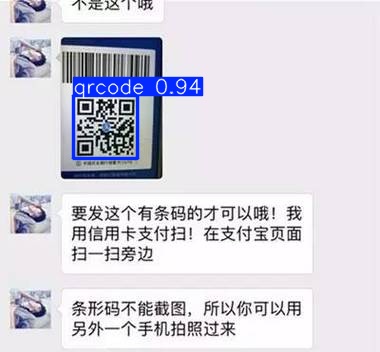 不是这个哦
qrcode 0.94
要发这个有条码的才可以哦！我
用信用卡支付扫！在支付宝页面
扫一扫旁边
条形码不能截图，所以你可以用
另外一个手机拍照过来